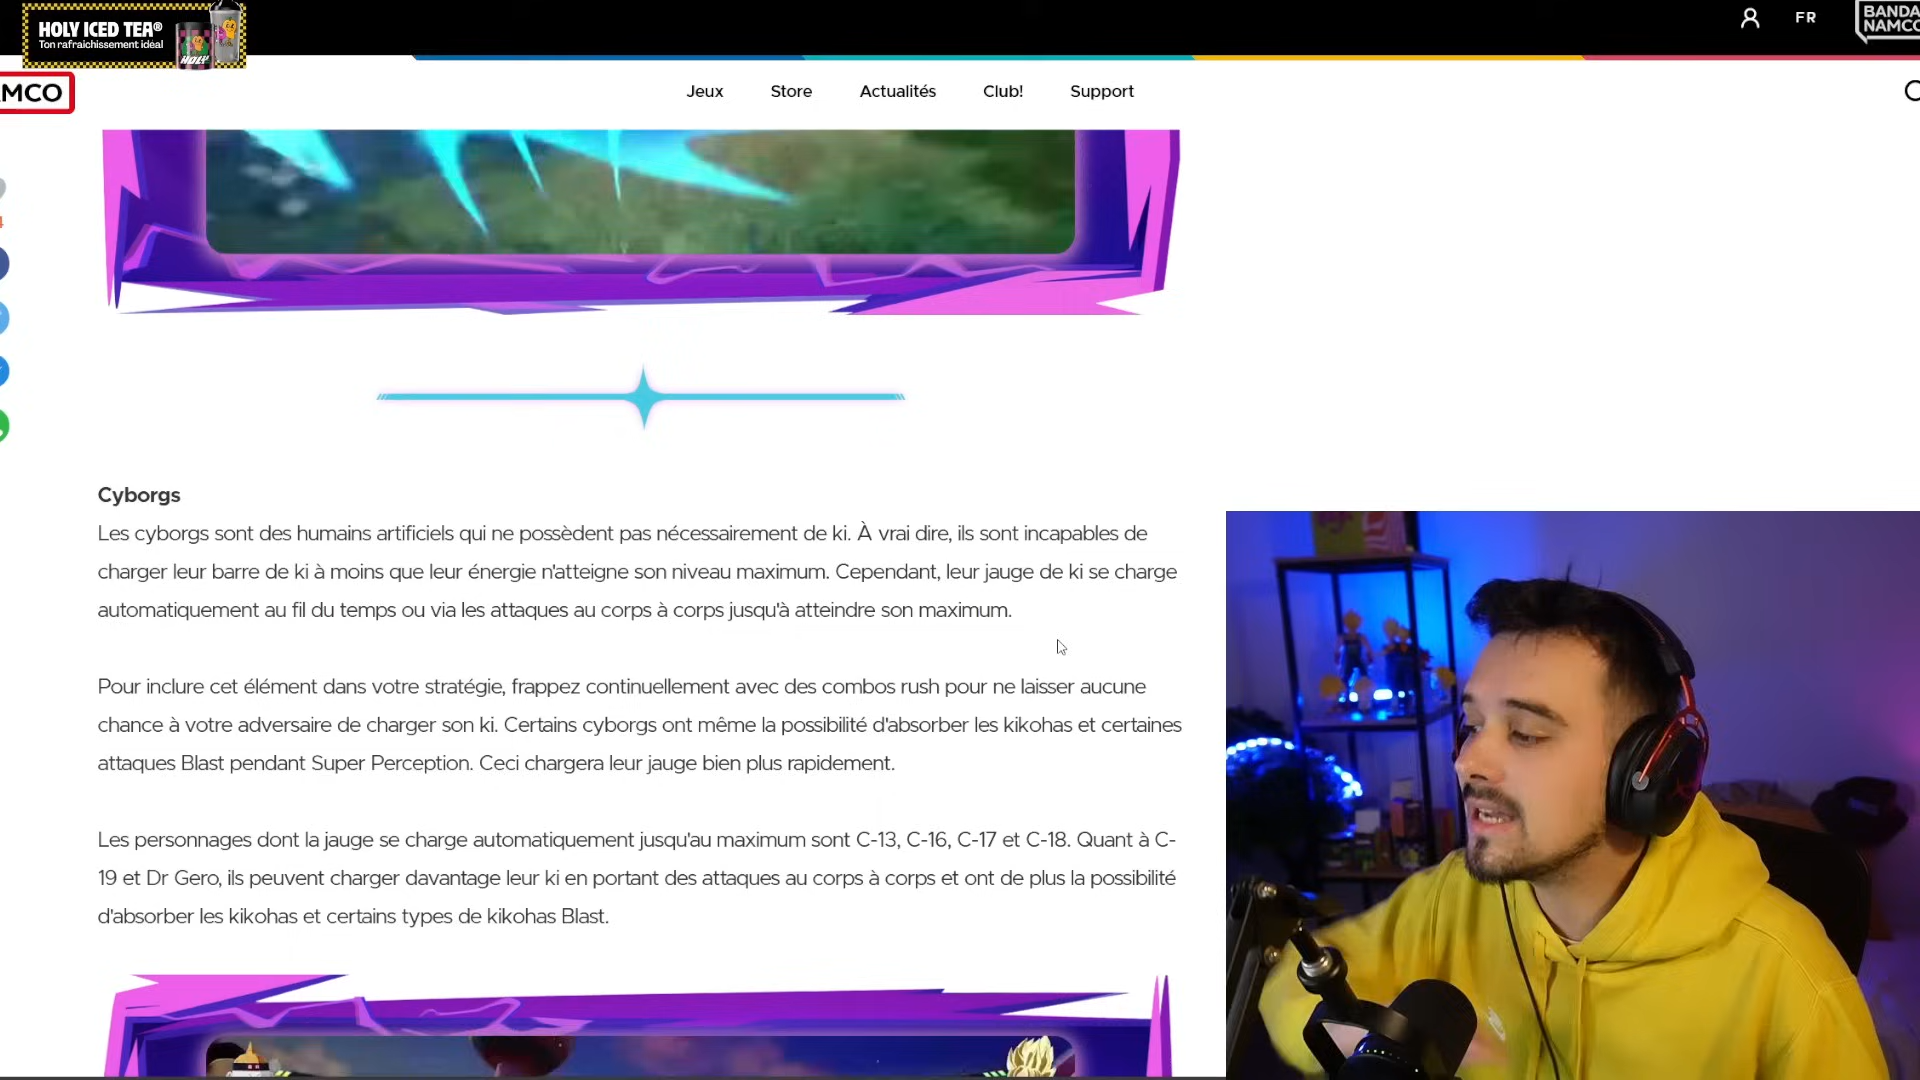 HOLY ICED TEA®
Ton rafraichissement idéal
HOLY
FR
BANDA
NAMCO
MCO
Jeux
Store
Actualités
Club!
Support
4
Cyborgs
Les cyborgs sont des humains artificiels qui ne possèdent pas nécessairement de ki. À vrai dire, ils sont incapables de
charger leur barre de ki à moins que leur énergie n'atteigne son niveau maximum. Cependant, leur jauge de ki se charge
automatiquement au fil du temps ou via les attaques au corps à corps jusqu'à atteindre son maximum.
Pour inclure cet élément dans votre stratégie, frappez continuellement avec des combos rush pour ne laisser aucune
chance à votre adversaire de charger son ki. Certains cyborgs ont même la possibilité d'absorber les kikohas et certaines
attaques Blast pendant Super Perception. Ceci chargera leur jauge bien plus rapidement.
Les personnages dont la jauge se charge automatiquement jusqu'au maximum sont C-13, C-16, C-17 et C-18. Quant à C-
19 et Dr Gero, ils peuvent charger davantage leur ki en portant des attaques au corps à corps et ont de plus la possibilité
d'absorber les kikohas et certains types de kikohas Blast.